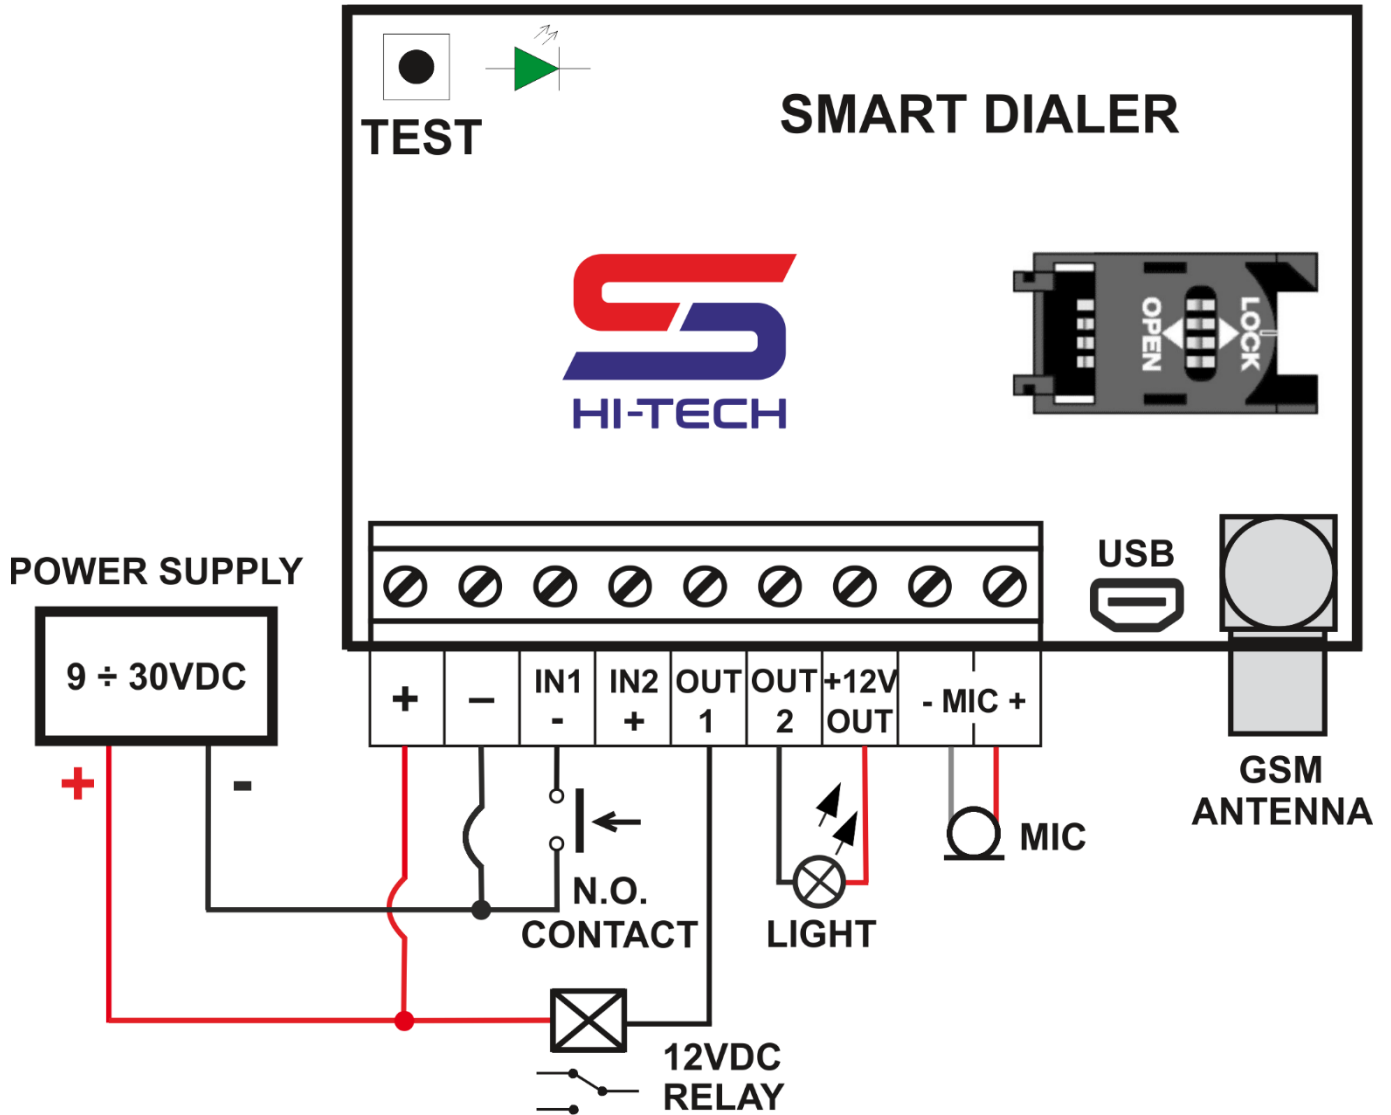 TEST
SMART DIALER
HI-TECH
OPEN
LOCK
POWER SUPPLY
9 ÷ 30VDC
+
-
USB
+
–
IN1
-
IN2
+
OUT
1
OUT
2
+12V
OUT
- MIC +
GSM
ANTENNA
MIC
N.O.
CONTACT
LIGHT
12VDC
RELAY